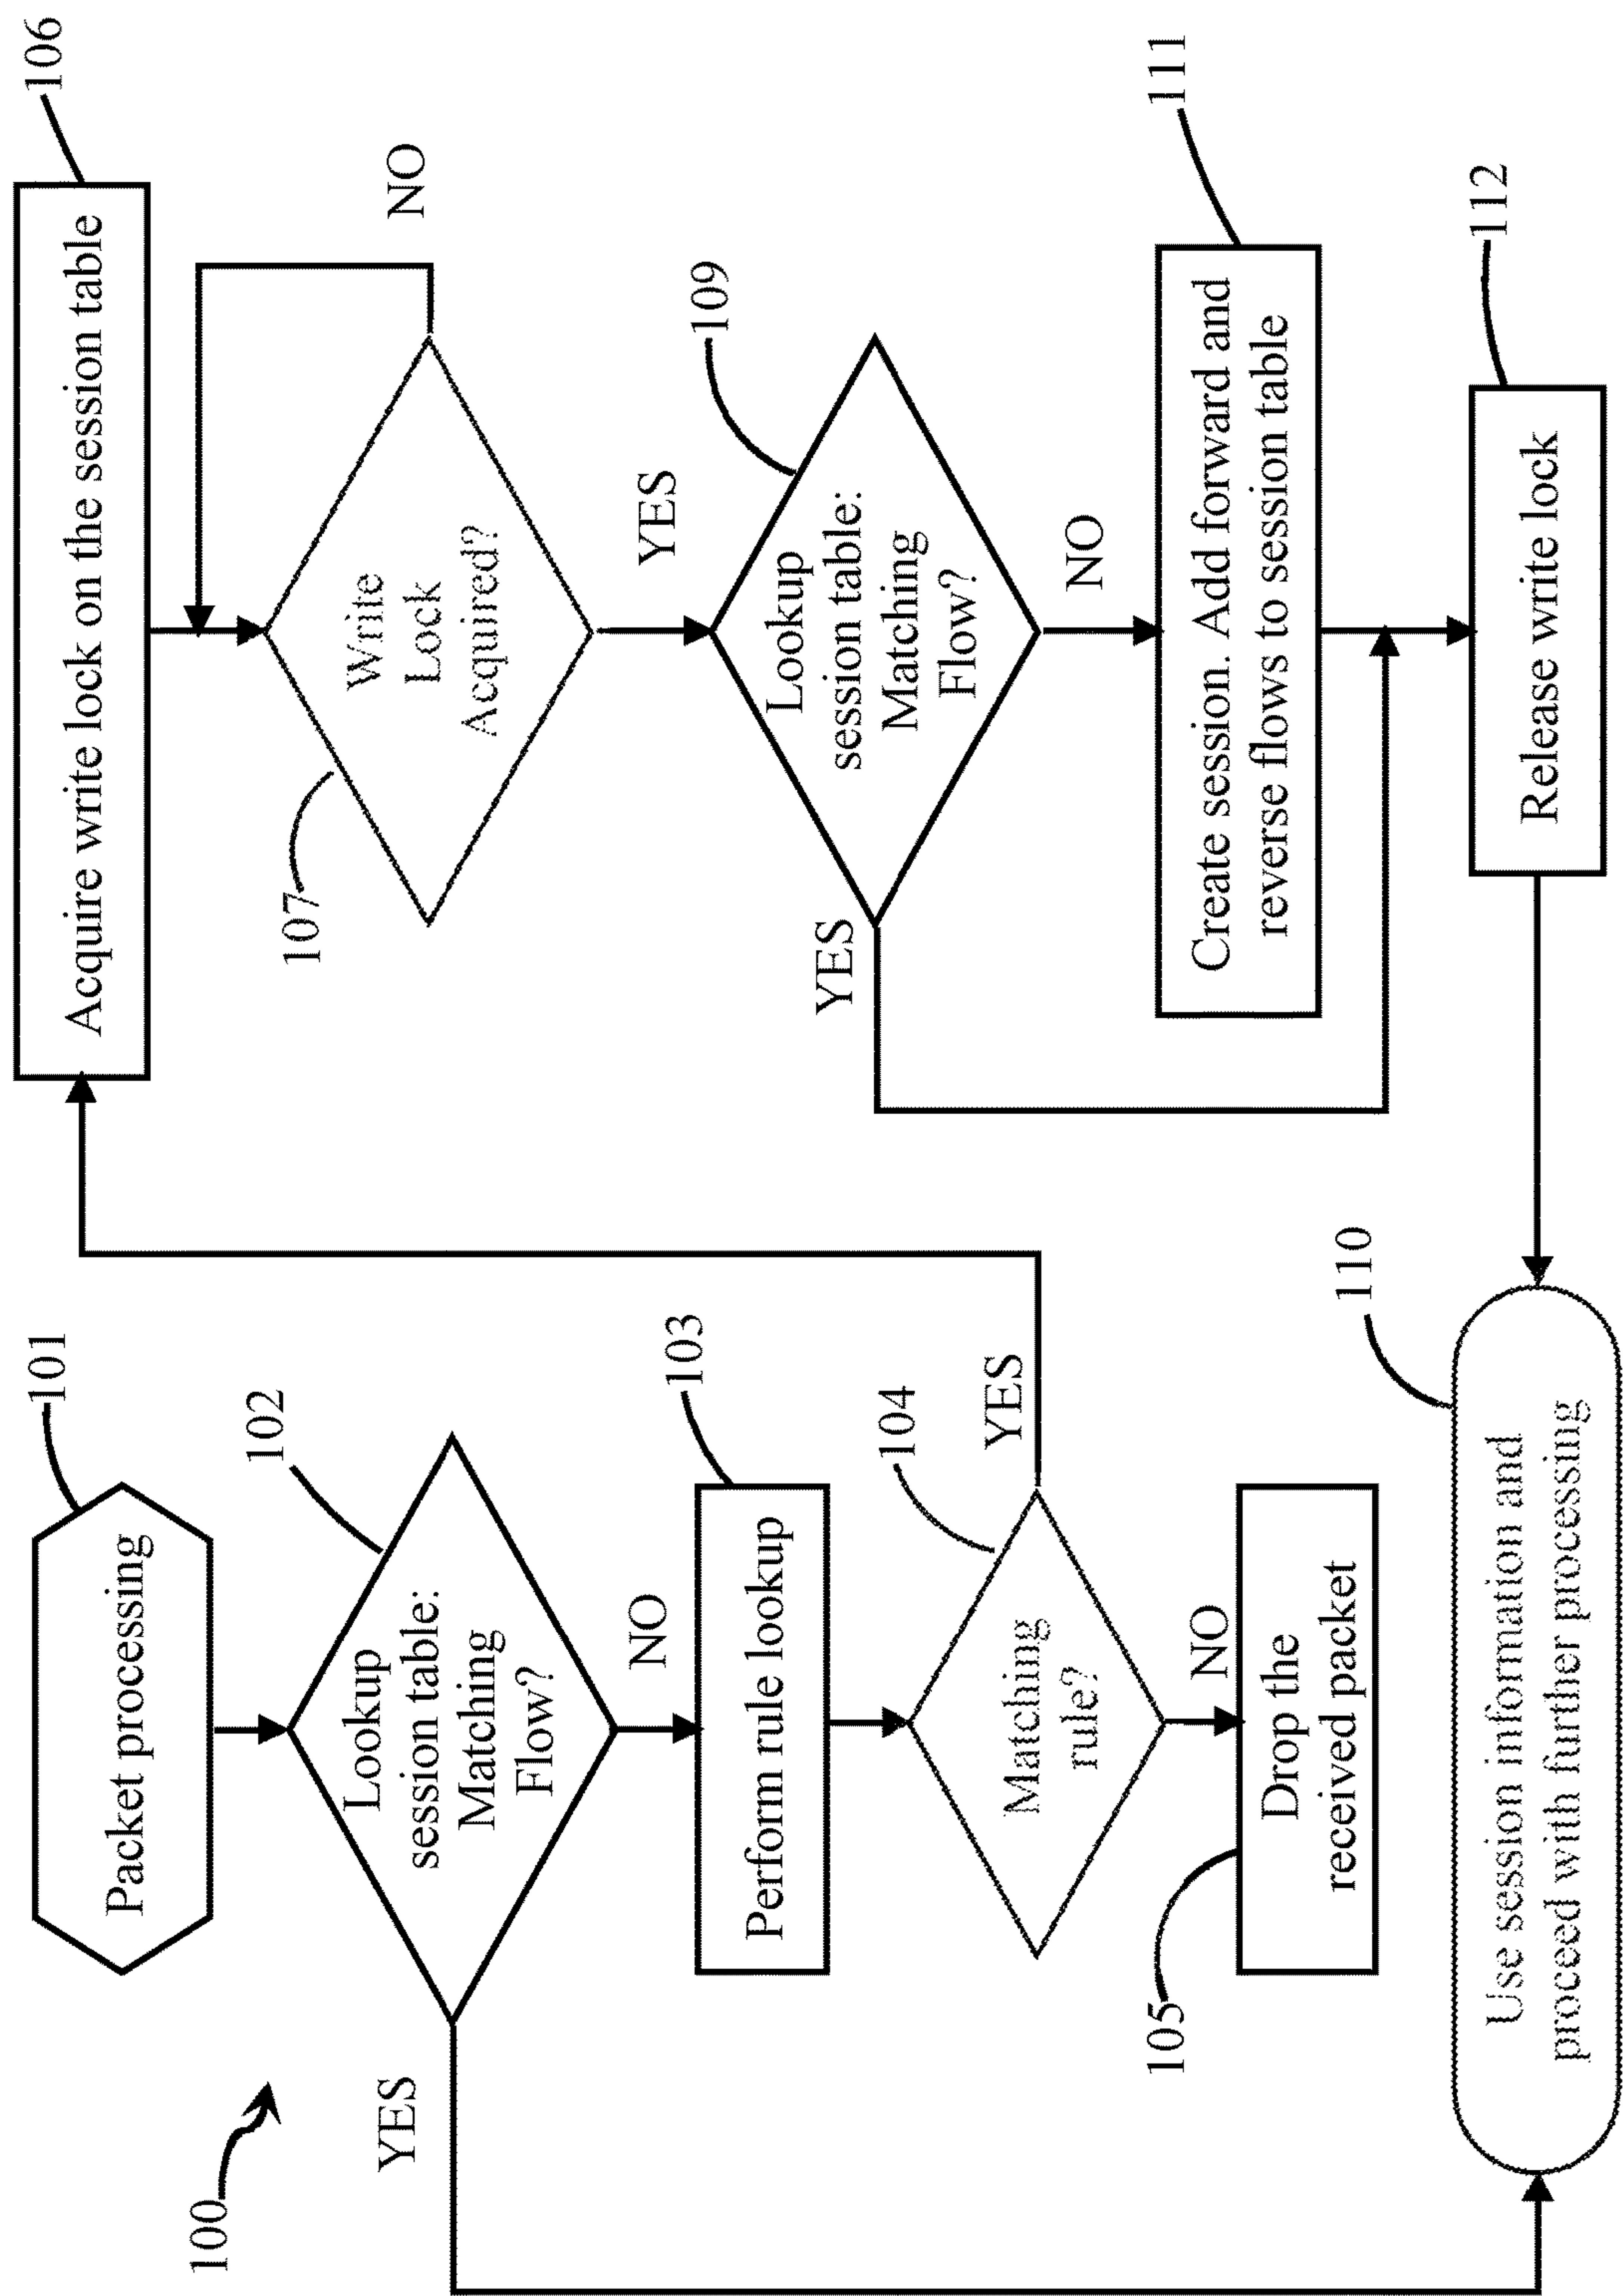 100
101
Packet processing
102
Lookup
session table:
Matching
Flow?
YES
NO
103
Perform rule lookup
104
Matching
rule?
YES
NO
105
Drop the
received packet
106
Acquire write lock on the session table
107
Write
Lock
Acquired?
NO
YES
109
Lookup
session table:
Matching
Flow?
YES
NO
111
Create session. Add forward and
reverse flows to session table
112
Release write lock
110
Use session information and
proceed with further processing